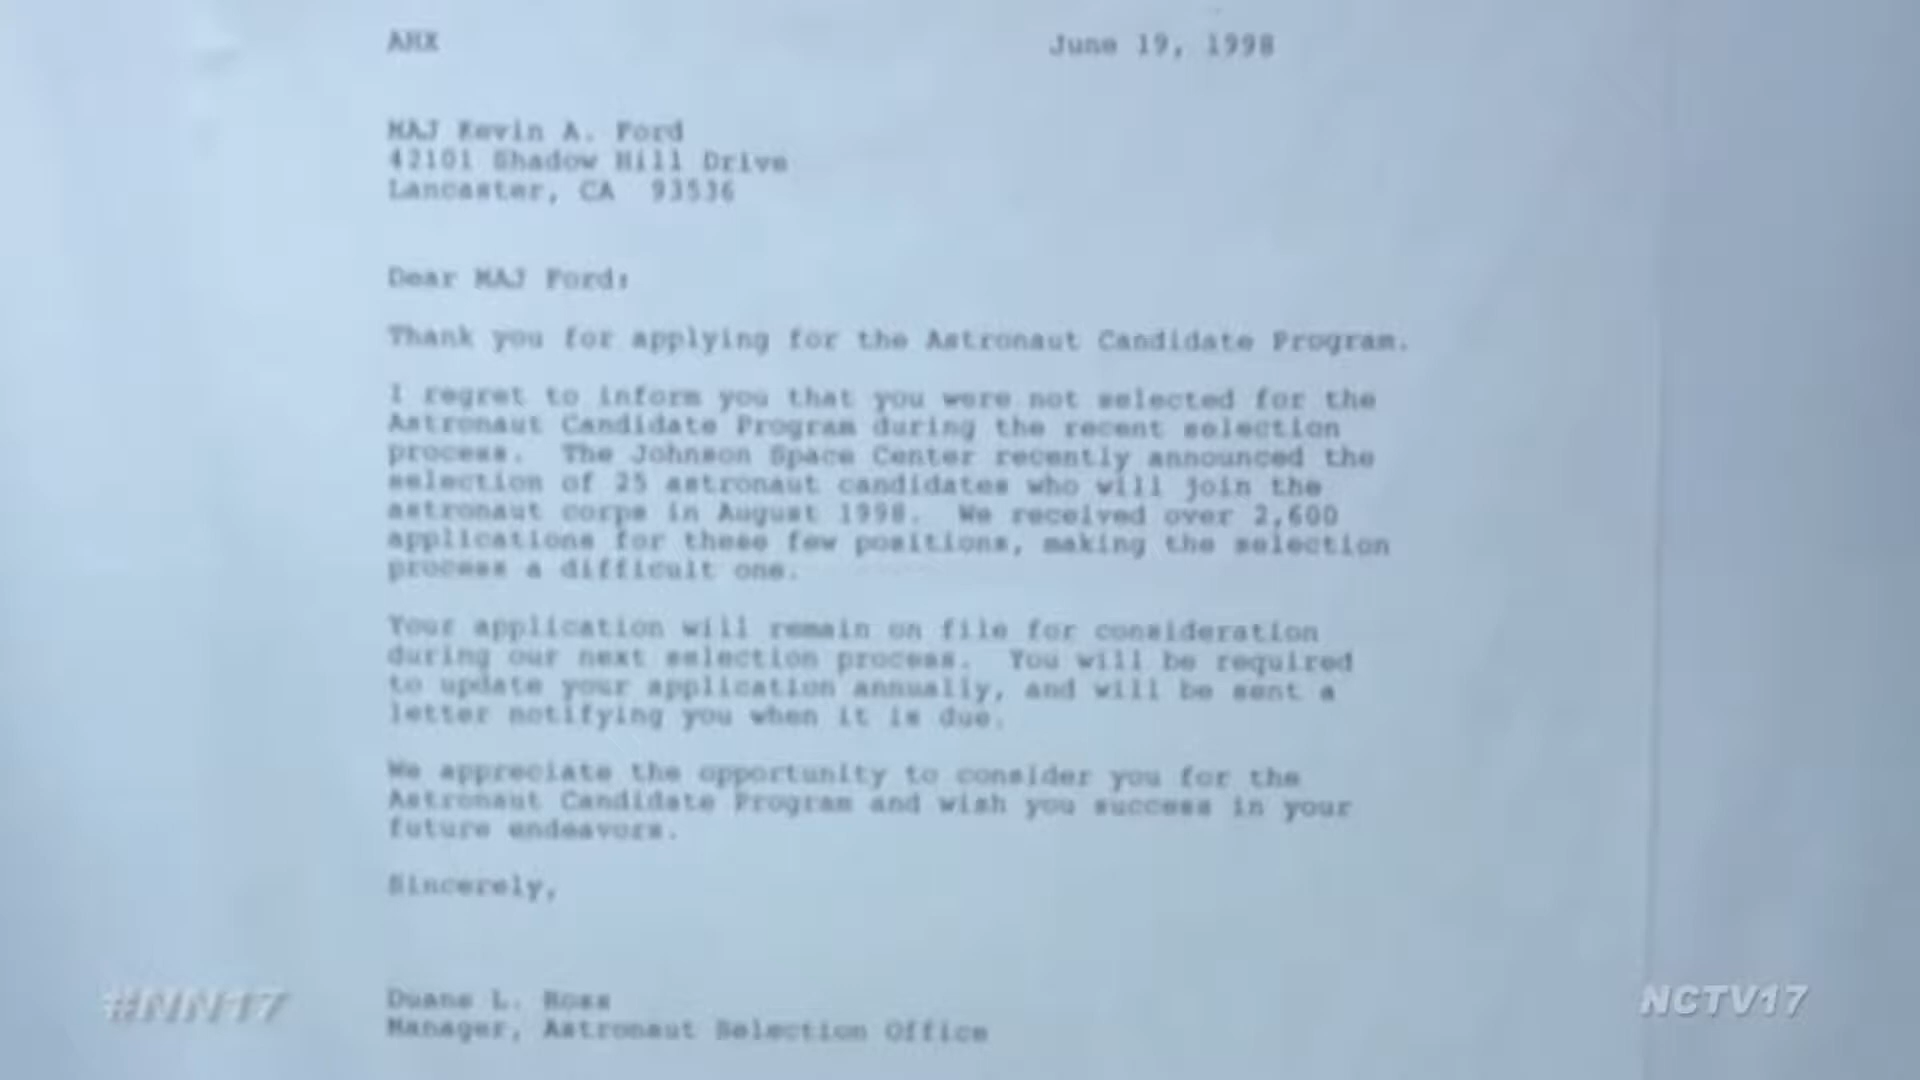 AHX June 19, 1998
MAJ Kevin A. Ford
42101 Shadow Hill Drive
Lancaster, CA 93536
Dear MAJ Ford:
Thank you for applying for the Astronaut Candidate Program.
I regret to inform you that you were not selected for the
Astronaut Candidate Program during the recent selection
process. The Johnson Space Center recently announced the
selection of 25 astronaut candidates who will join the
astronaut corps in August 1998. We received over 2,600
applications for these few positions, making the selection
process a difficult one.
Your application will remain on file for consideration
during our next selection process. You will be required
to update your application annually, and will be sent a
letter notifying you when it is due.
We appreciate the opportunity to consider you for the
Astronaut Candidate Program and wish you success in your
future endeavors.
Sincerely,
Duane L. Ross
Manager, Astronaut Selection Office
#NN17
NCTV17